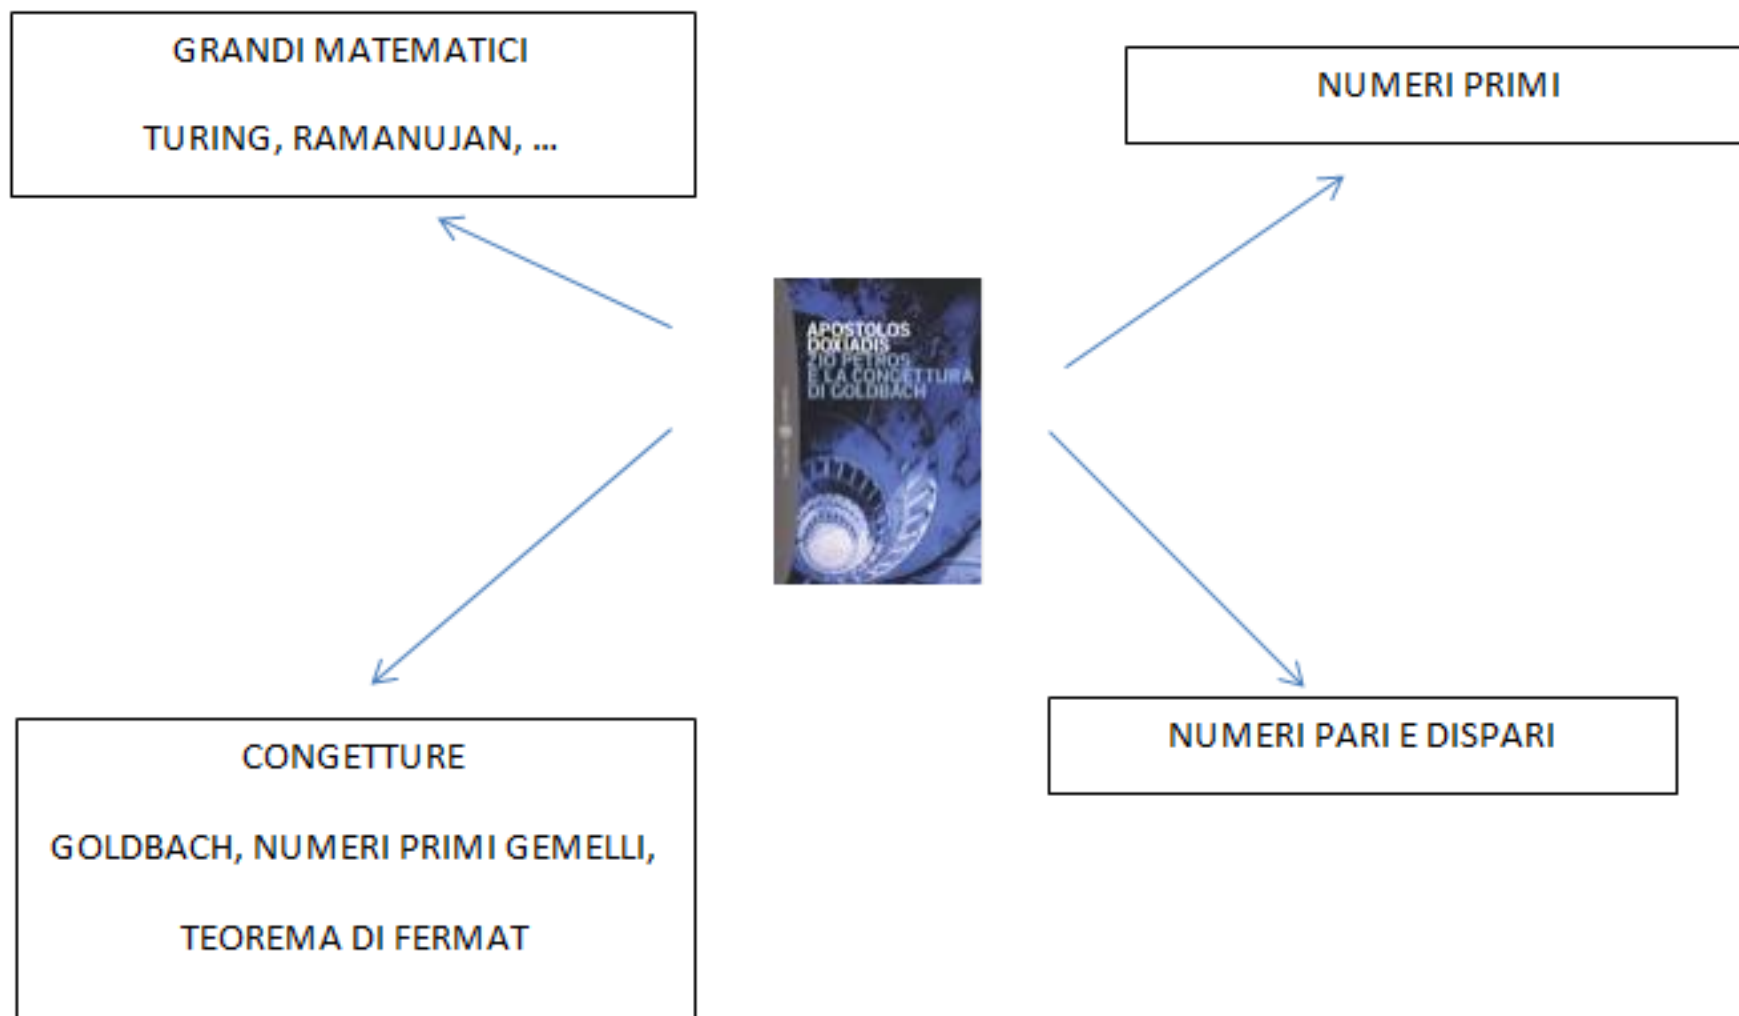 GRANDI MATEMATICI
TURING, RAMANUJAN, ...
NUMERI PRIMI
APOSTOLOS
DOXIADIS
ZIO PETROS
E LA CONGETTURA
DI GOLDBACH
CONGETTURE
GOLDBACH, NUMERI PRIMI GEMELLI,
TEOREMA DI FERMAT
NUMERI PARI E DISPARI